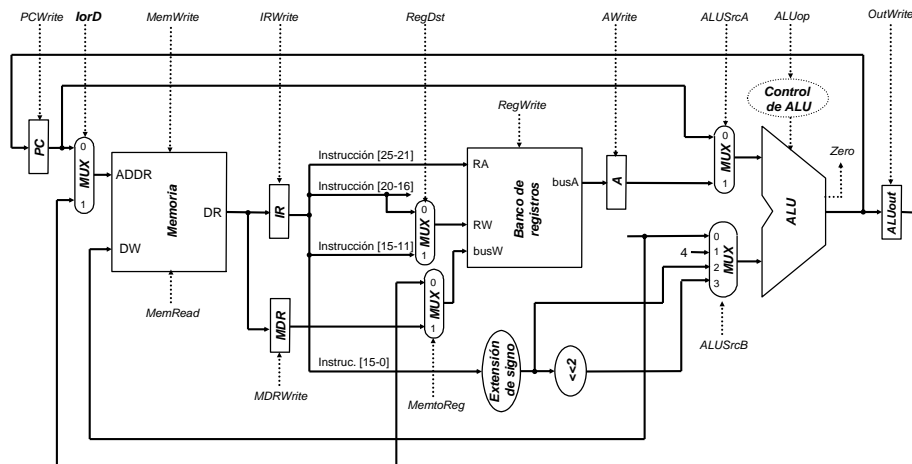 PCWrite
IorD
MemWrite
IRWrite
RegDst
AWrite
ALUSrcA
ALUop
OutWrite
Control
de ALU
RegWrite
Zero
PC
0
MUX
1
ADDR
Memoria
DR
DW
IR
Instrucción [25-21]
Instrucción [20-16]
Instrucción [15-11]
0
MUX
1
RA
RW
busW
Banco de
registros
busA
A
0
MUX
1
ALU
ALUout
0
4
1
2
3
MUX
MemRead
MDR
0
MUX
1
ALUSrcB
Instruc. [15-0]
Extensión
de signo
<<2
MDRWrite
MemtoReg